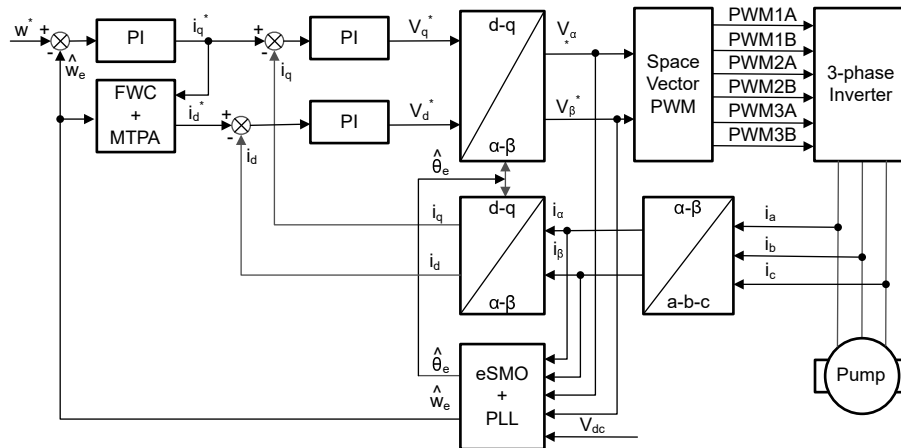 w*
+
-
ŵe
PI
iq*
+
-
iq
PI
Vq*
d-q
α-β
Vα*
Vβ*
Space
Vector
PWM
PWM1A
PWM1B
PWM2A
PWM2B
PWM3A
PWM3B
3-phase
Inverter
FWC
+
MTPA
id*
+
-
id
PI
Vd*
θ̂e
iq
id
d-q
α-β
iα
iβ
α-β
a-b-c
ia
ib
ic
θ̂e
ŵe
eSMO
+
PLL
Vdc
Pump